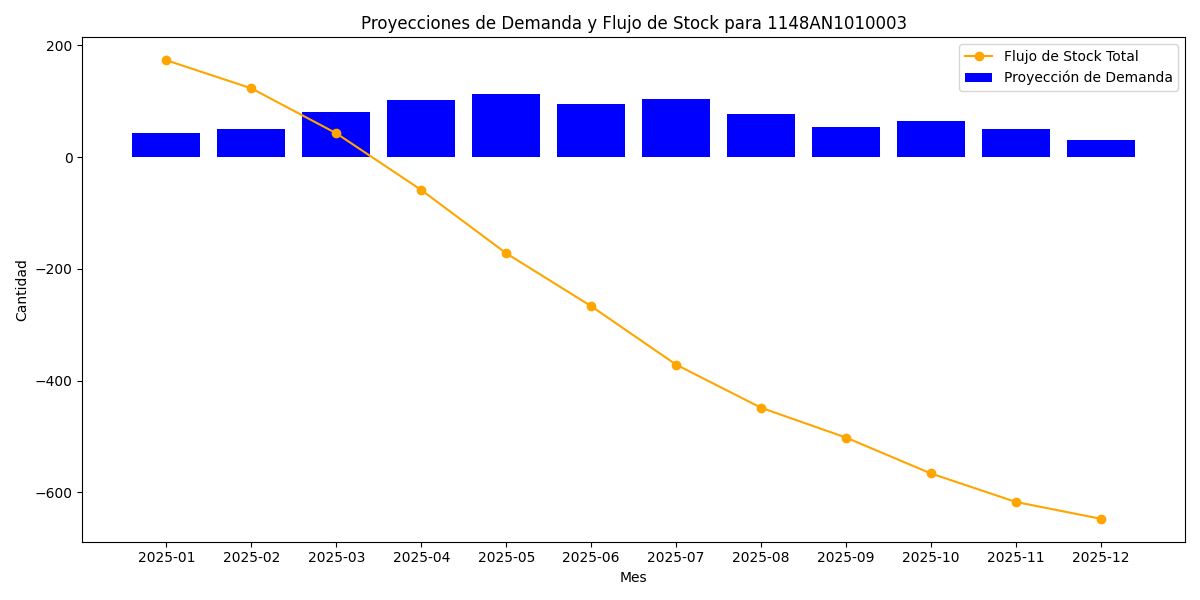 Proyecciones de Demanda y Flujo de Stock para 1148AN1010003
Flujo de Stock Total
Proyección de Demanda
Cantidad
200
0
−200
−400
−600
2025-01 2025-02 2025-03 2025-04 2025-05 2025-06 2025-07 2025-08 2025-09 2025-10 2025-11 2025-12
Mes